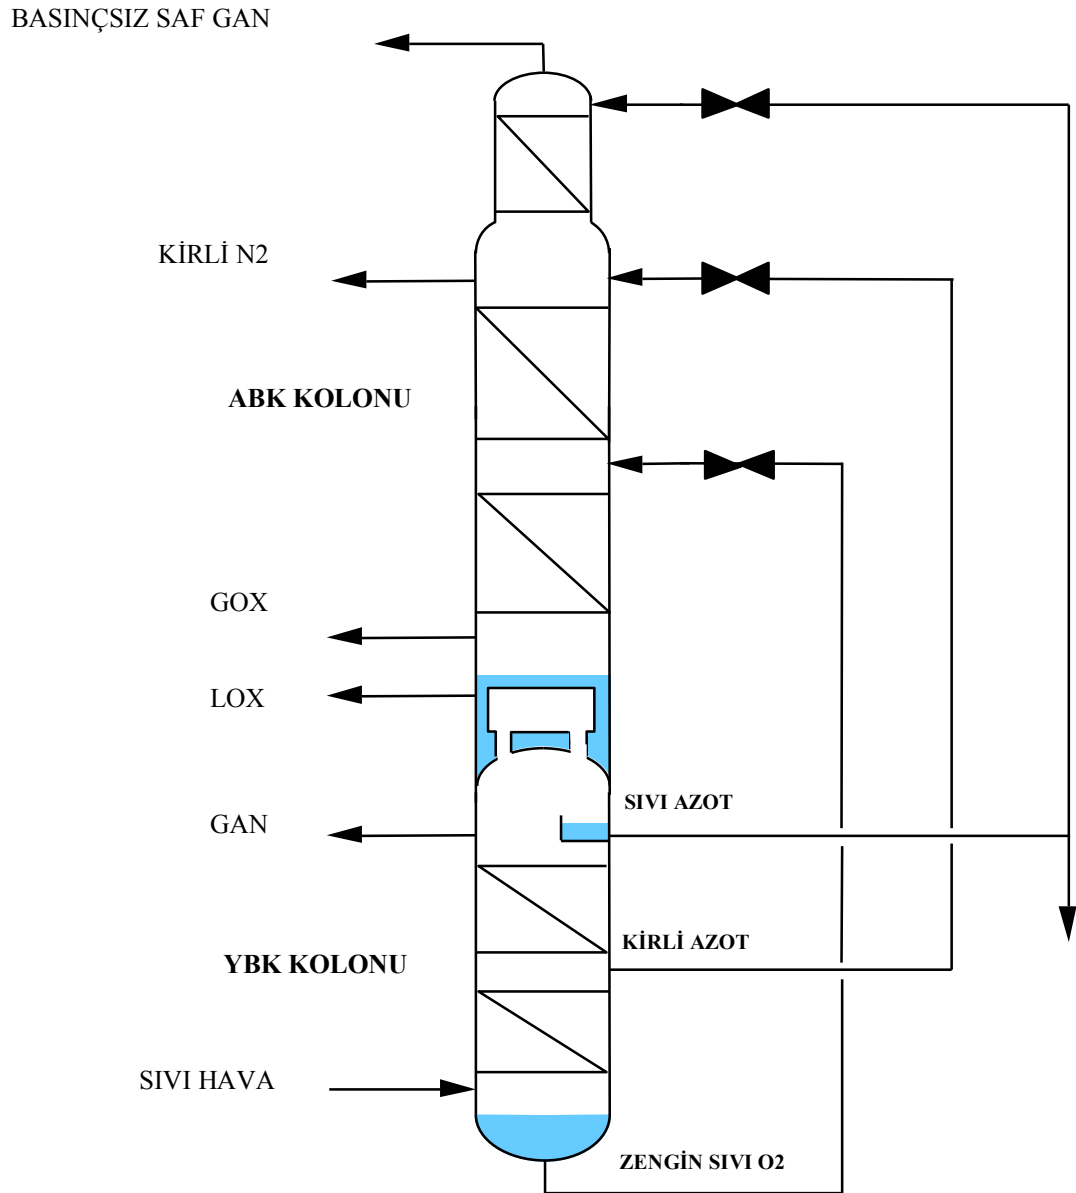 BASINÇSIZ SAF GAN
KİRLİ N2
ABK KOLONU
GOX
LOX
SIVI AZOT
GAN
KİRLİ AZOT
YBK KOLONU
SIVI HAVA
ZENGİN SIVI O2